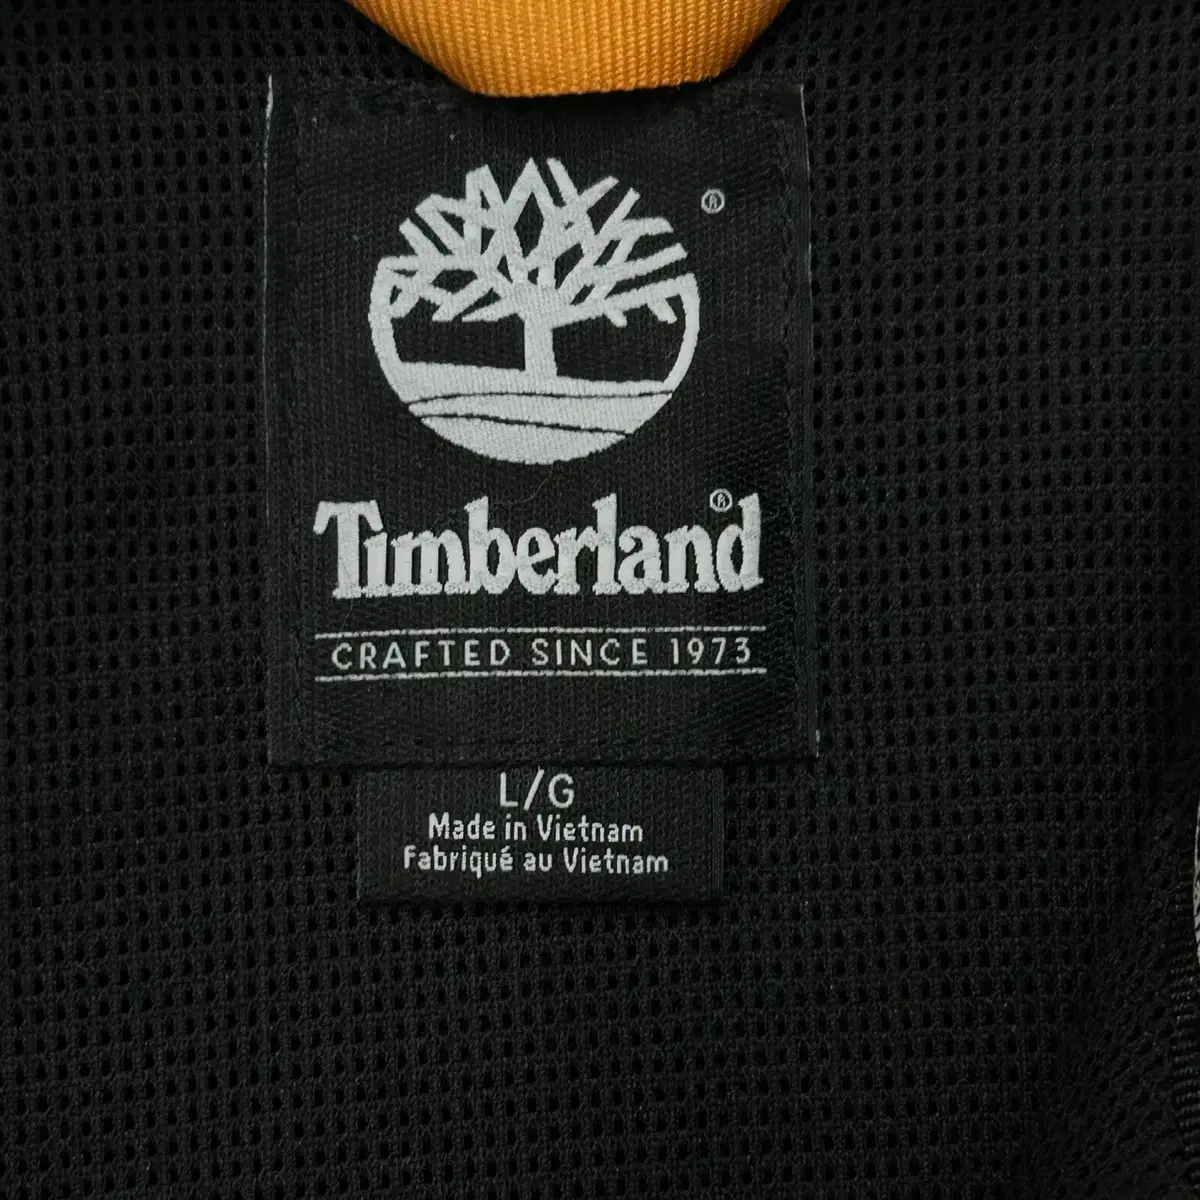 ®
Timberland®
CRAFTED SINCE 1973
L/G
Made in Vietnam
Fabriqué au Vietnam